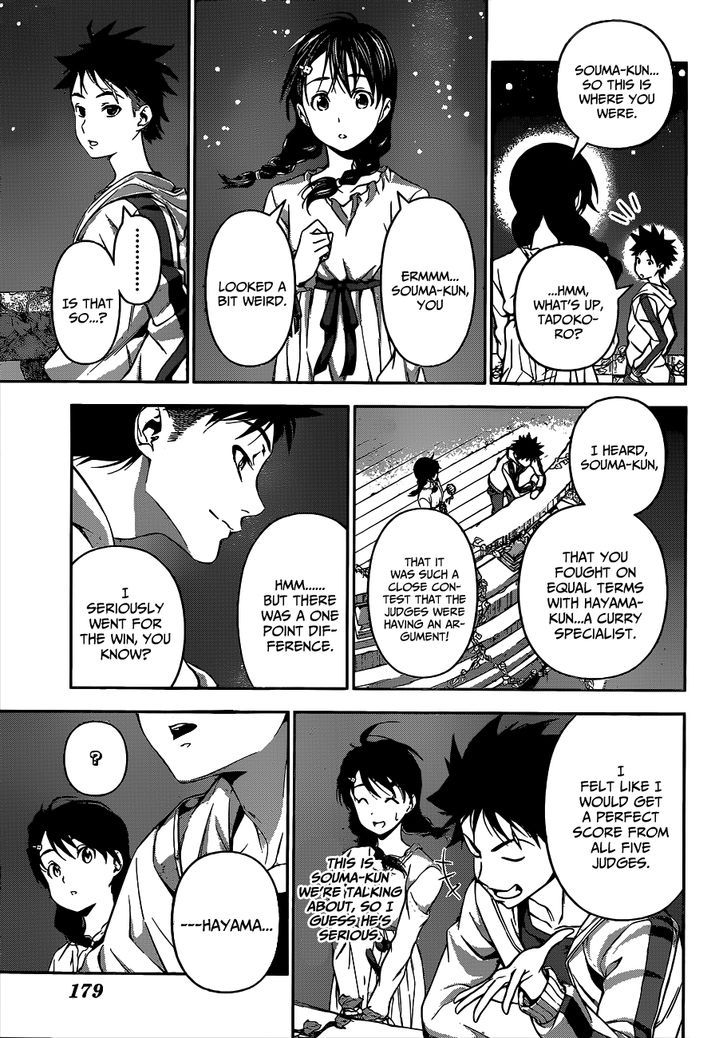 SOUMA-KUN...
SO THIS IS
WHERE YOU
WERE.
...HMM,
WHAT'S UP,
TADOKO-
RO?
ERMMM...
SOUMA-KUN,
YOU
LOOKED A
BIT WEIRD.
.........
IS THAT
SO...?
I HEARD,
SOUMA-KUN,
THAT YOU
FOUGHT ON
EQUAL TERMS
WITH HAYAMA-
KUN...A CURRY
SPECIALIST.
THAT IT
WAS SUCH A
CLOSE CON-
TEST THAT THE
JUDGES WERE
HAVING AN AR-
GUMENT!
HMM......
BUT THERE
WAS A ONE
POINT DIF-
FERENCE.
I
SERIOUSLY
WENT FOR
THE WIN, YOU
KNOW?
I
FELT LIKE I
WOULD GET
A PERFECT
SCORE FROM
ALL FIVE
JUDGES.
THIS IS
SOUMA-KUN
WE'RE TALKING
ABOUT, SO I
GUESS HE'S
SERIOUS.
---HAYAMA...
?
179